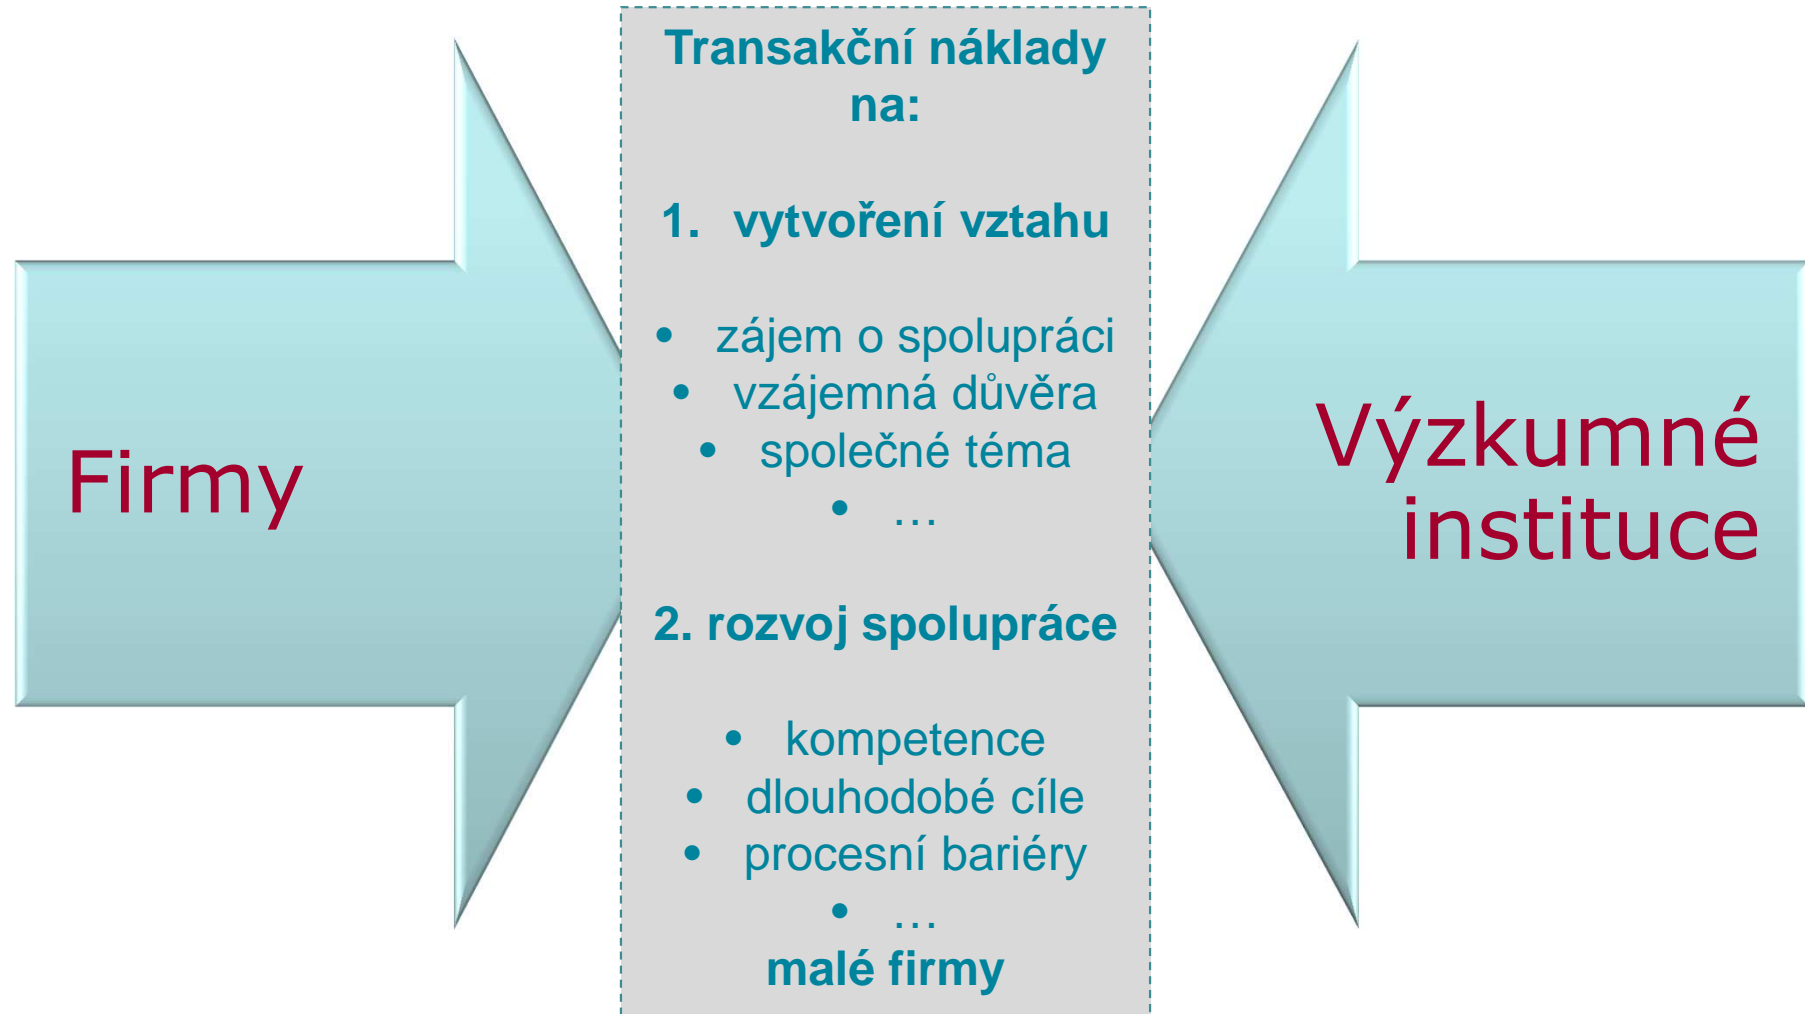 Firmy
Transakční náklady
na:
1. vytvoření vztahu
• zájem o spolupráci
• vzájemná důvěra
• společné téma
• …
2. rozvoj spolupráce
• kompetence
• dlouhodobé cíle
• procesní bariéry
• …
malé firmy
Výzkumné
instituce